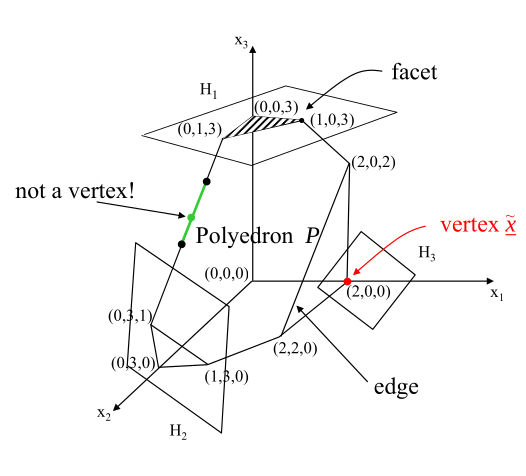 x3
facet
H1
(0,0,3)
(0,1,3)
(1,0,3)
(2,0,2)
not a vertex!
Polyedron P
vertex x̃
H3
(0,0,0)
(2,0,0)
x1
(0,3,1)
(2,2,0)
(0,3,0)
(1,3,0)
edge
x2
H2